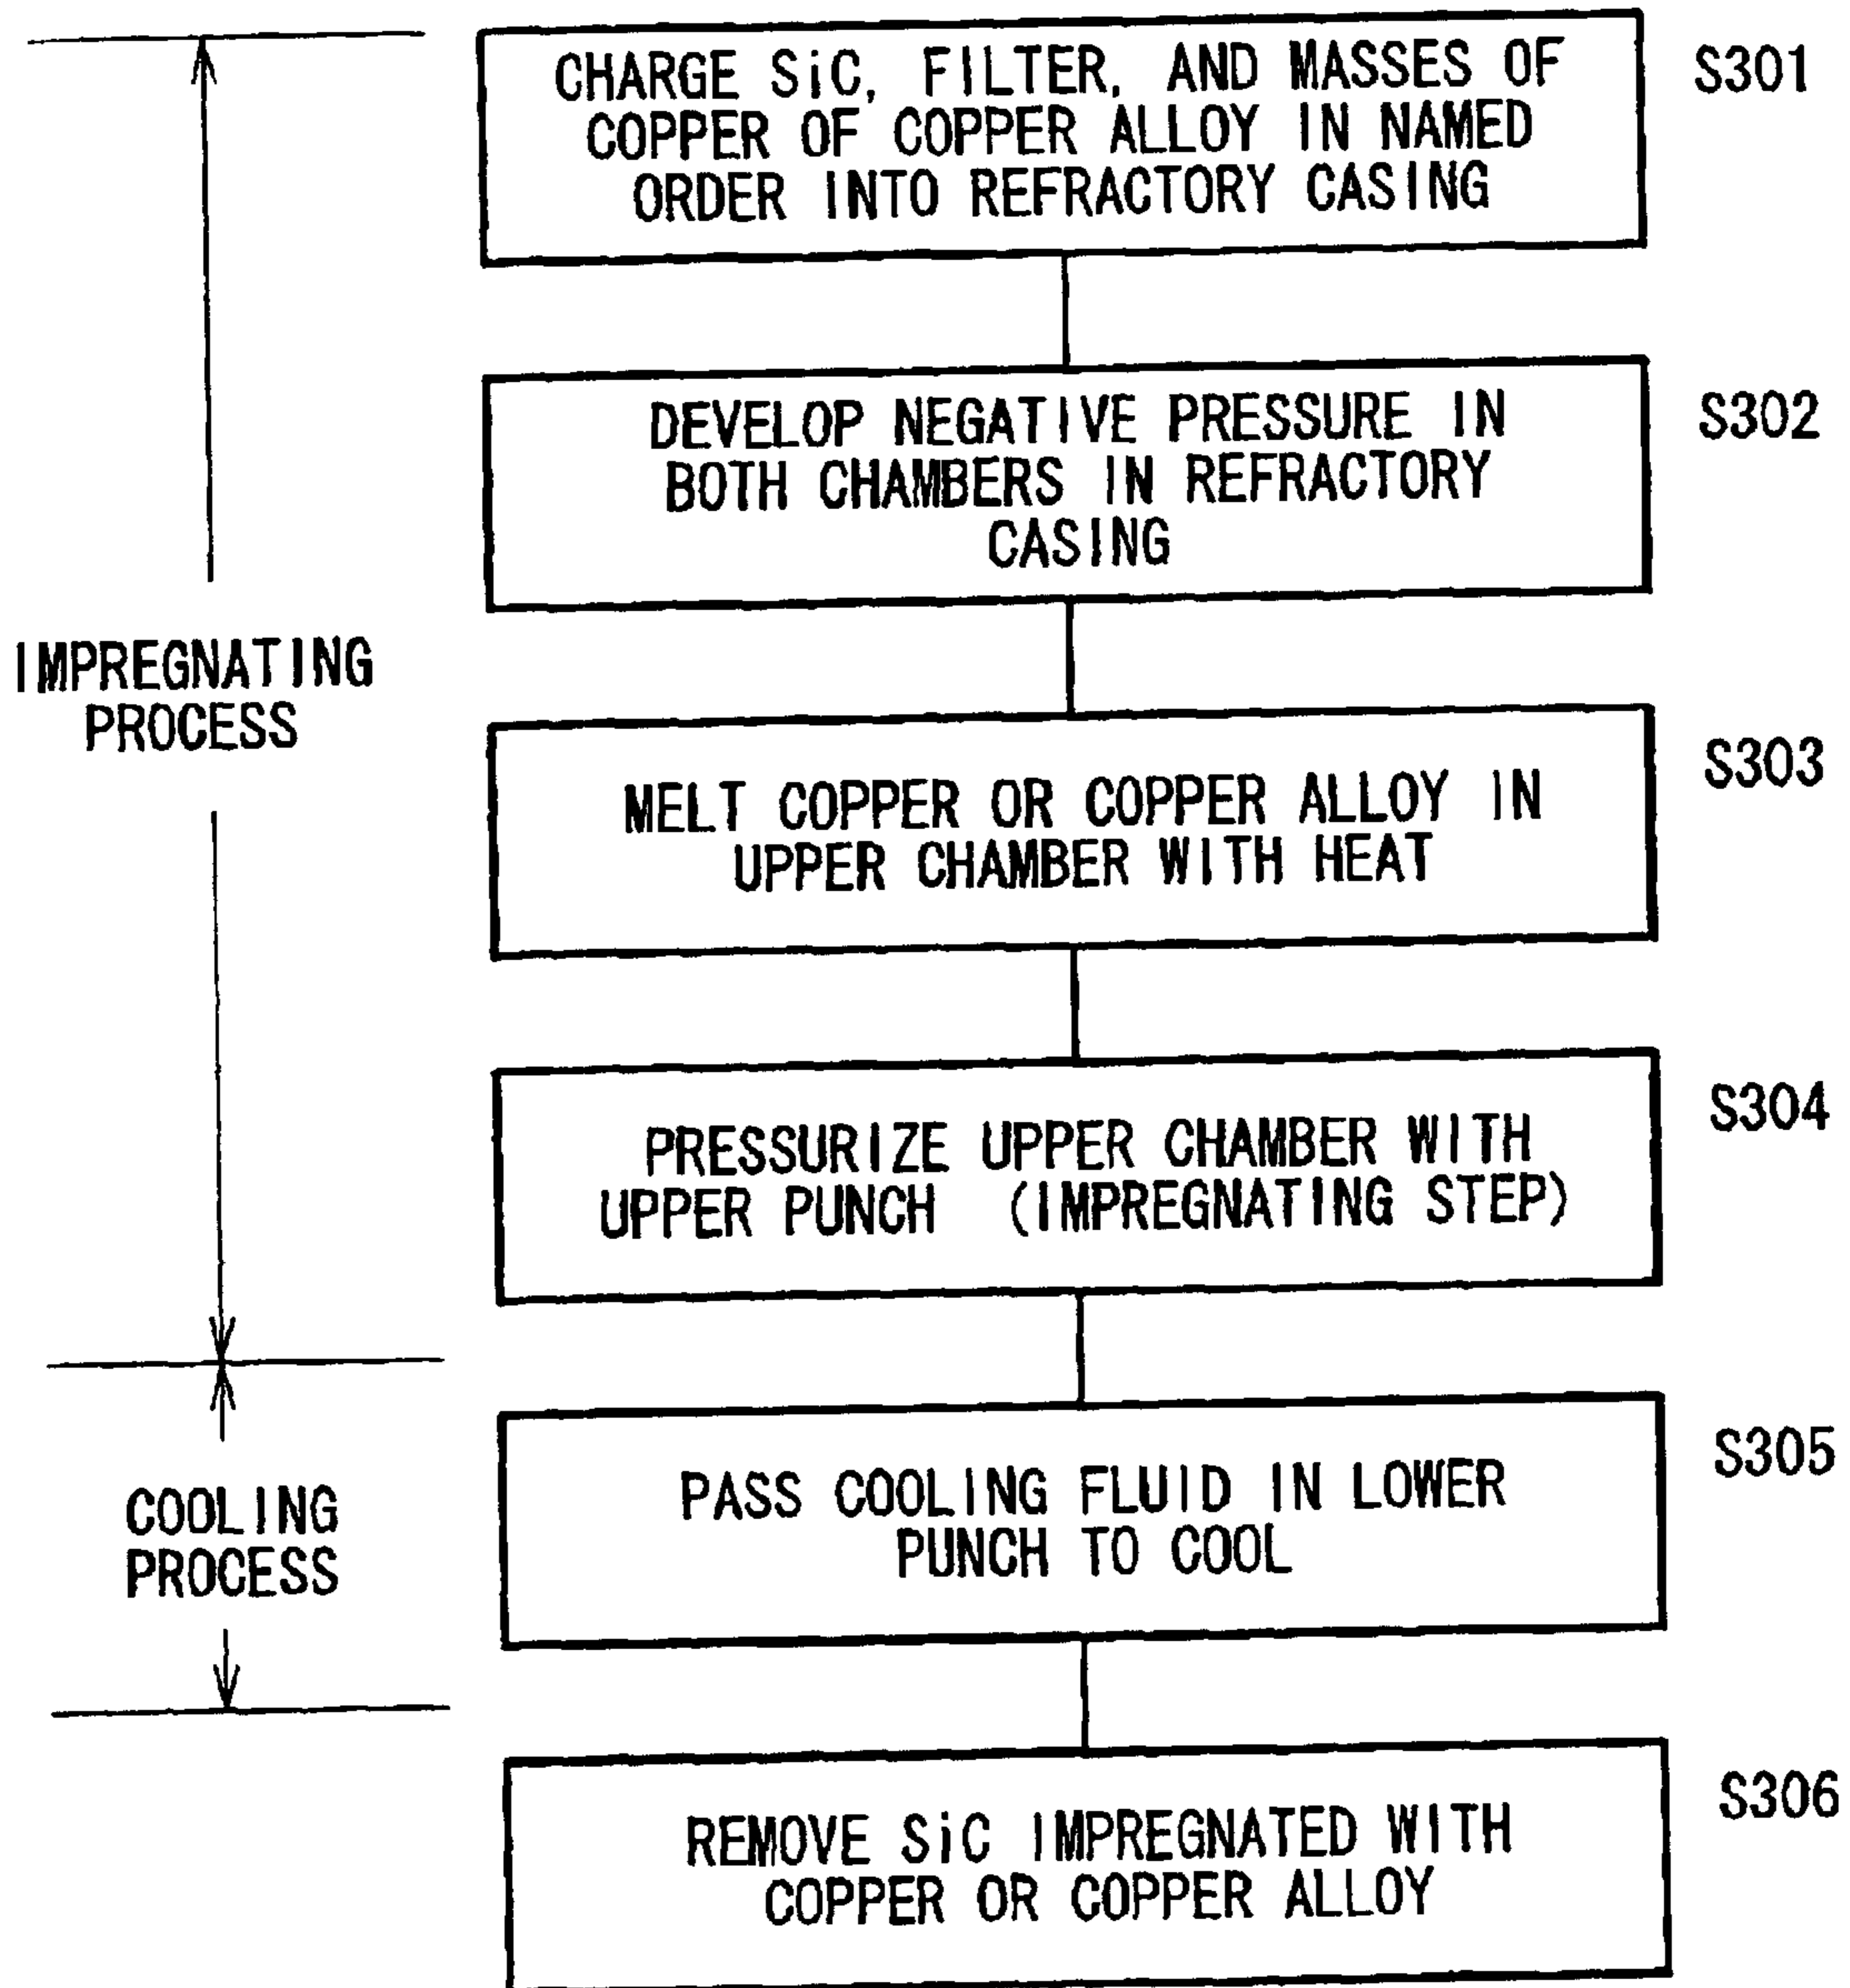 CHARGE SiC, FILTER, AND MASSES OF
COPPER OF COPPER ALLOY IN NAMED
ORDER INTO REFRACTORY CASING
S301
DEVELOP NEGATIVE PRESSURE IN
BOTH CHAMBERS IN REFRACTORY
CASING
S302
IMPREGNATING
PROCESS
MELT COPPER OR COPPER ALLOY IN
UPPER CHAMBER WITH HEAT
S303
PRESSURIZE UPPER CHAMBER WITH
UPPER PUNCH (IMPREGNATING STEP)
S304
COOLING
PROCESS
PASS COOLING FLUID IN LOWER
PUNCH TO COOL
S305
REMOVE SiC IMPREGNATED WITH
COPPER OR COPPER ALLOY
S306